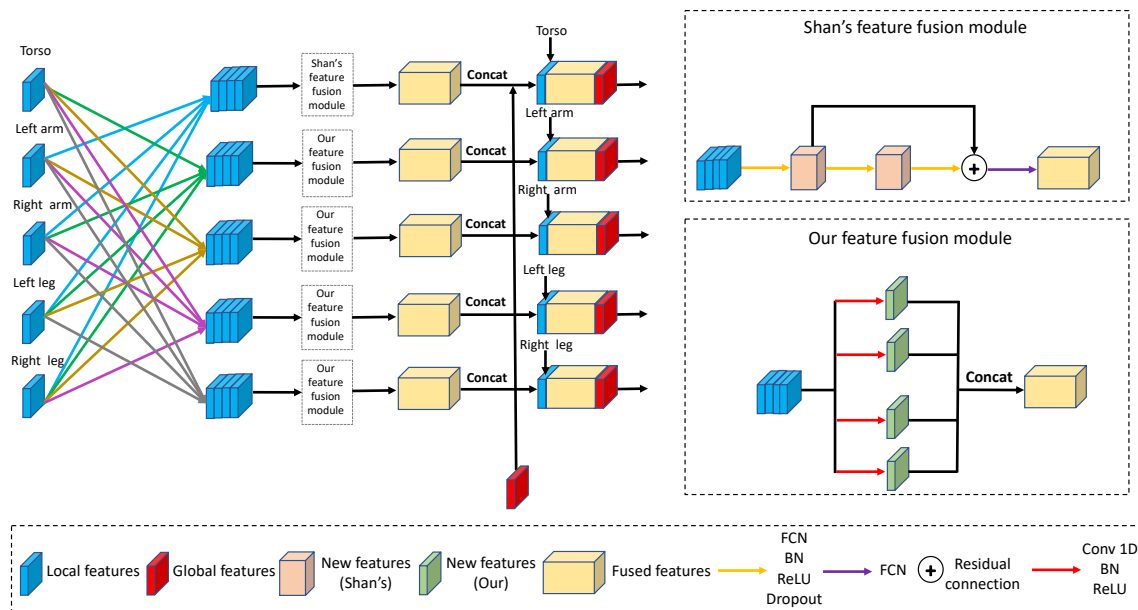 Torso
Left arm
Right arm
Left leg
Right leg
Shan's
feature
fusion
module
Our
feature
fusion
module
Our
feature
fusion
module
Our
feature
fusion
module
Our
feature
fusion
module
Concat
Concat
Concat
Concat
Concat
Torso
Left arm
Right arm
Left leg
Right leg
Shan's feature fusion module
+
Our feature fusion module
Concat
Local features
Global features
New features
(Shan's)
New features
(Our)
Fused features
FCN
BN
ReLU
Dropout
FCN
+
Residual
connection
Conv 1D
BN
ReLU